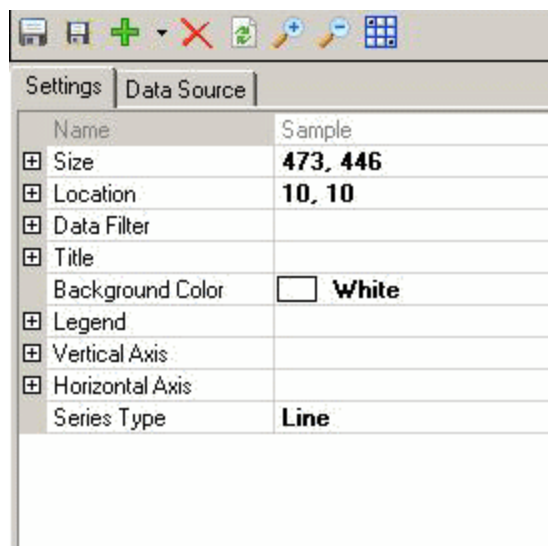 Settings Data Source
Name Sample
Size 473, 446
Location 10, 10
Data Filter
Title
Background Color White
Legend
Vertical Axis
Horizontal Axis
Series Type Line